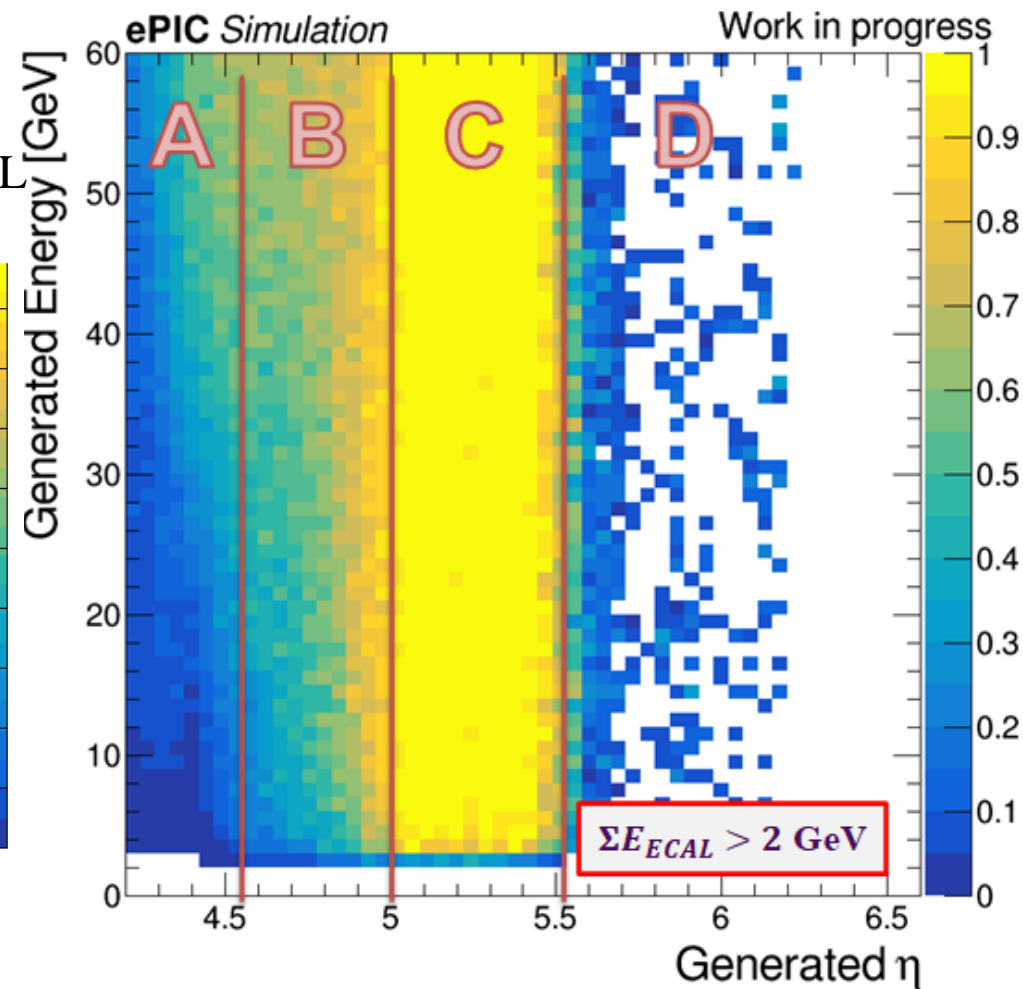 ePIC Simulation
Work in progress
L
Generated Energy [GeV]
60
50
40
30
20
10
0
A
B
C
D
ΣE_ECAL > 2 GeV
4.5
5
5.5
6
6.5
Generated η
1
0.9
0.8
0.7
0.6
0.5
0.4
0.3
0.2
0.1
0